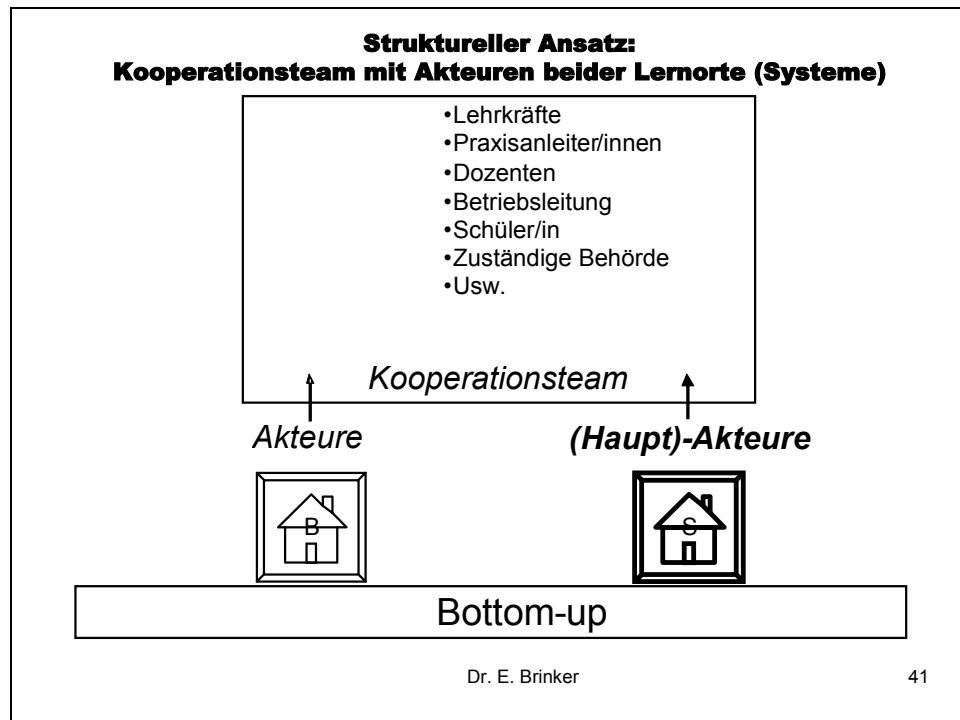 Struktureller Ansatz:
Kooperationsteam mit Akteuren beider Lernorte (Systeme)
•Lehrkräfte
•Praxisanleiter/innen
•Dozenten
•Betriebsleitung
•Schüler/in
•Zuständige Behörde
•Usw.
Kooperationsteam
Akteure
(Haupt)-Akteure
B
S
Bottom-up
Dr. E. Brinker
41